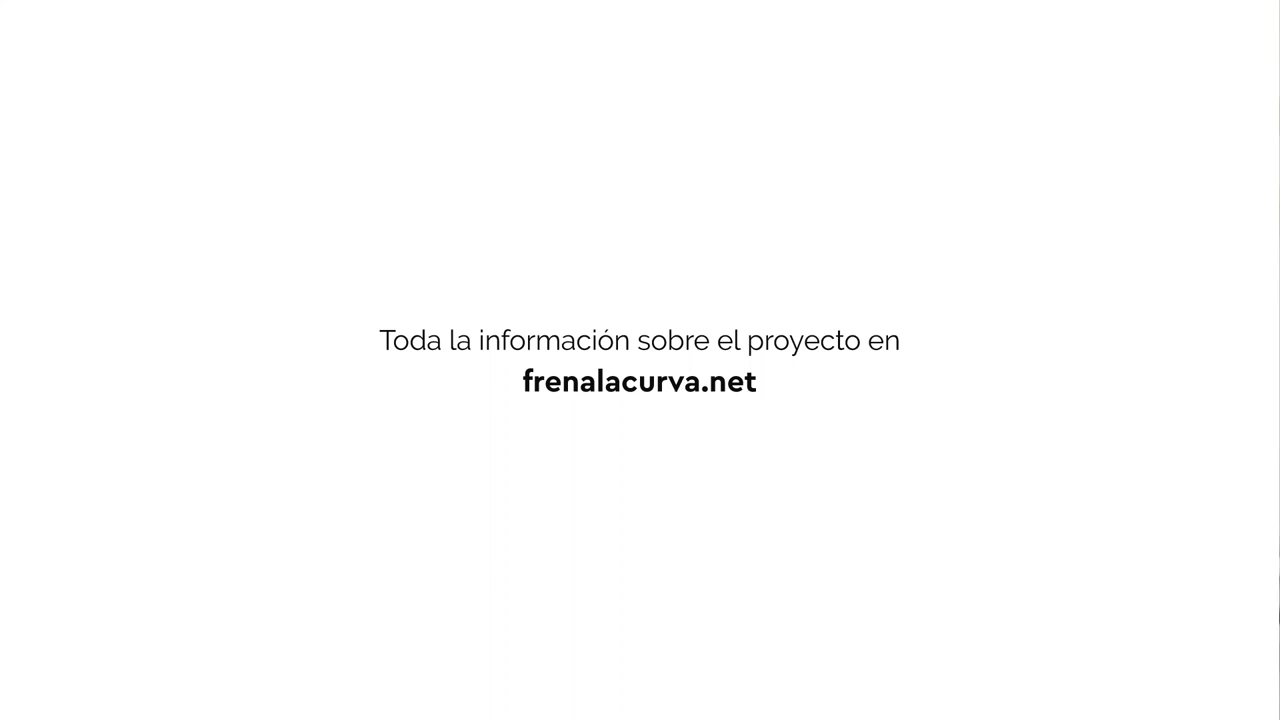 Toda la información sobre el proyecto en
frenalacurva.net